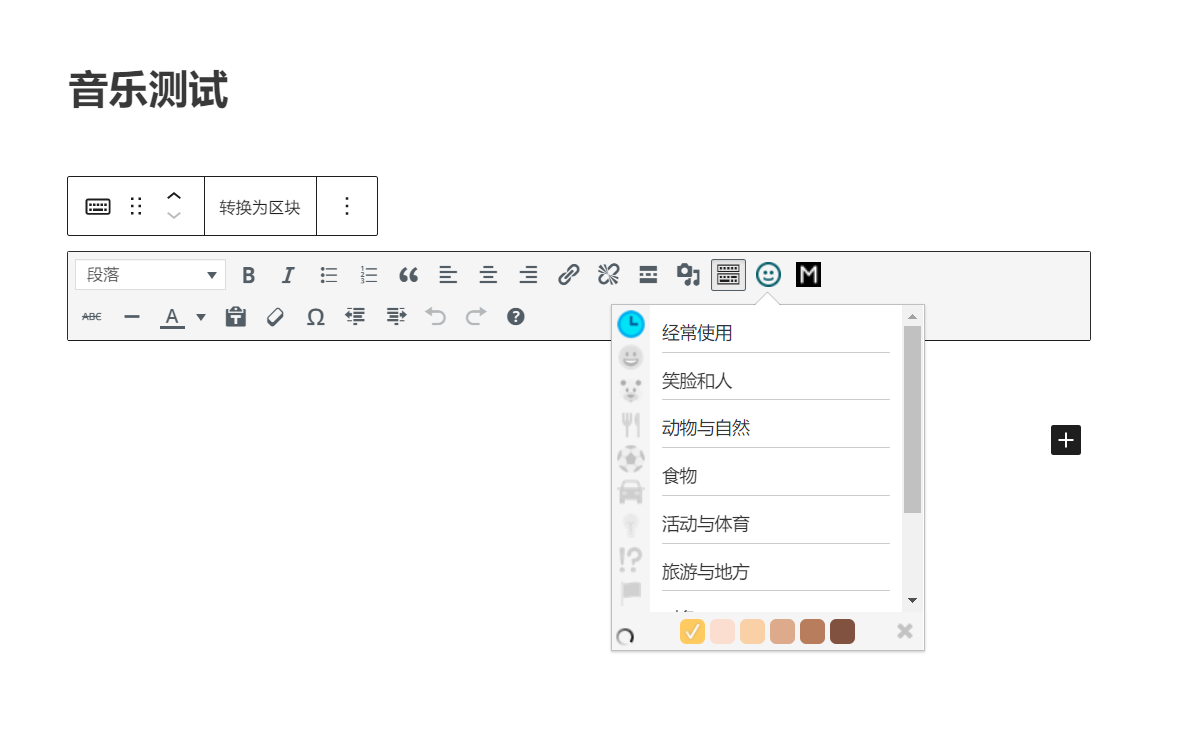 音乐测试
转换为区块
段落
B I
ABC A Ω
M
经常使用
笑脸和人
动物与自然
食物
活动与体育
旅游与地方